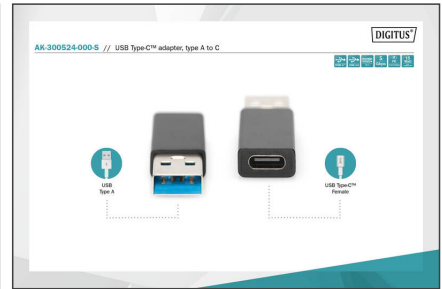 DIGITUS®
AK-300524-000-S // USB Type-C™ adapter, type A to C
USB
Type A
USB Type-C™
Female